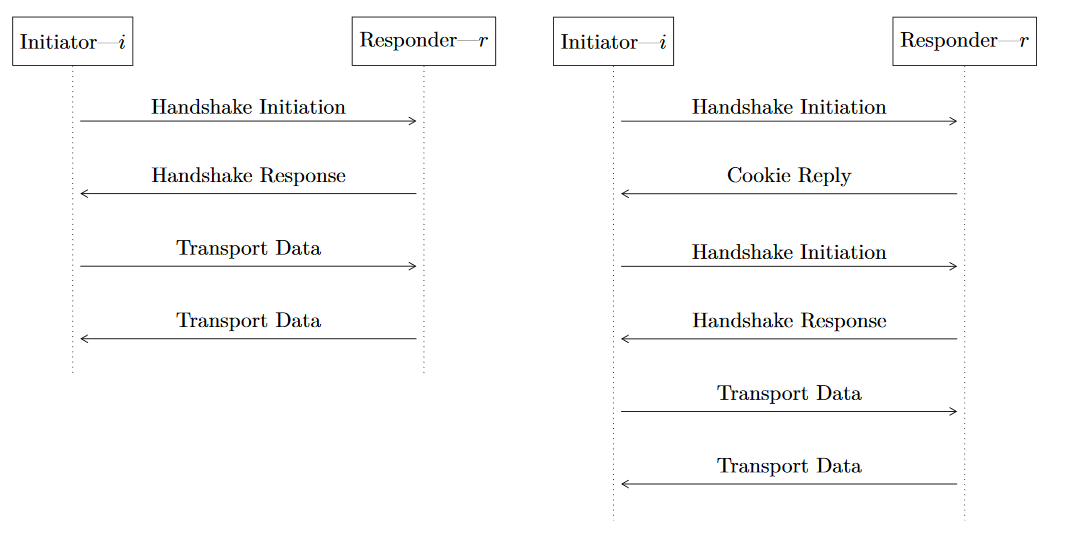 Initiator—i
Responder—r
Handshake Initiation
Handshake Response
Transport Data
Transport Data
Initiator—i
Responder—r
Handshake Initiation
Cookie Reply
Handshake Initiation
Handshake Response
Transport Data
Transport Data